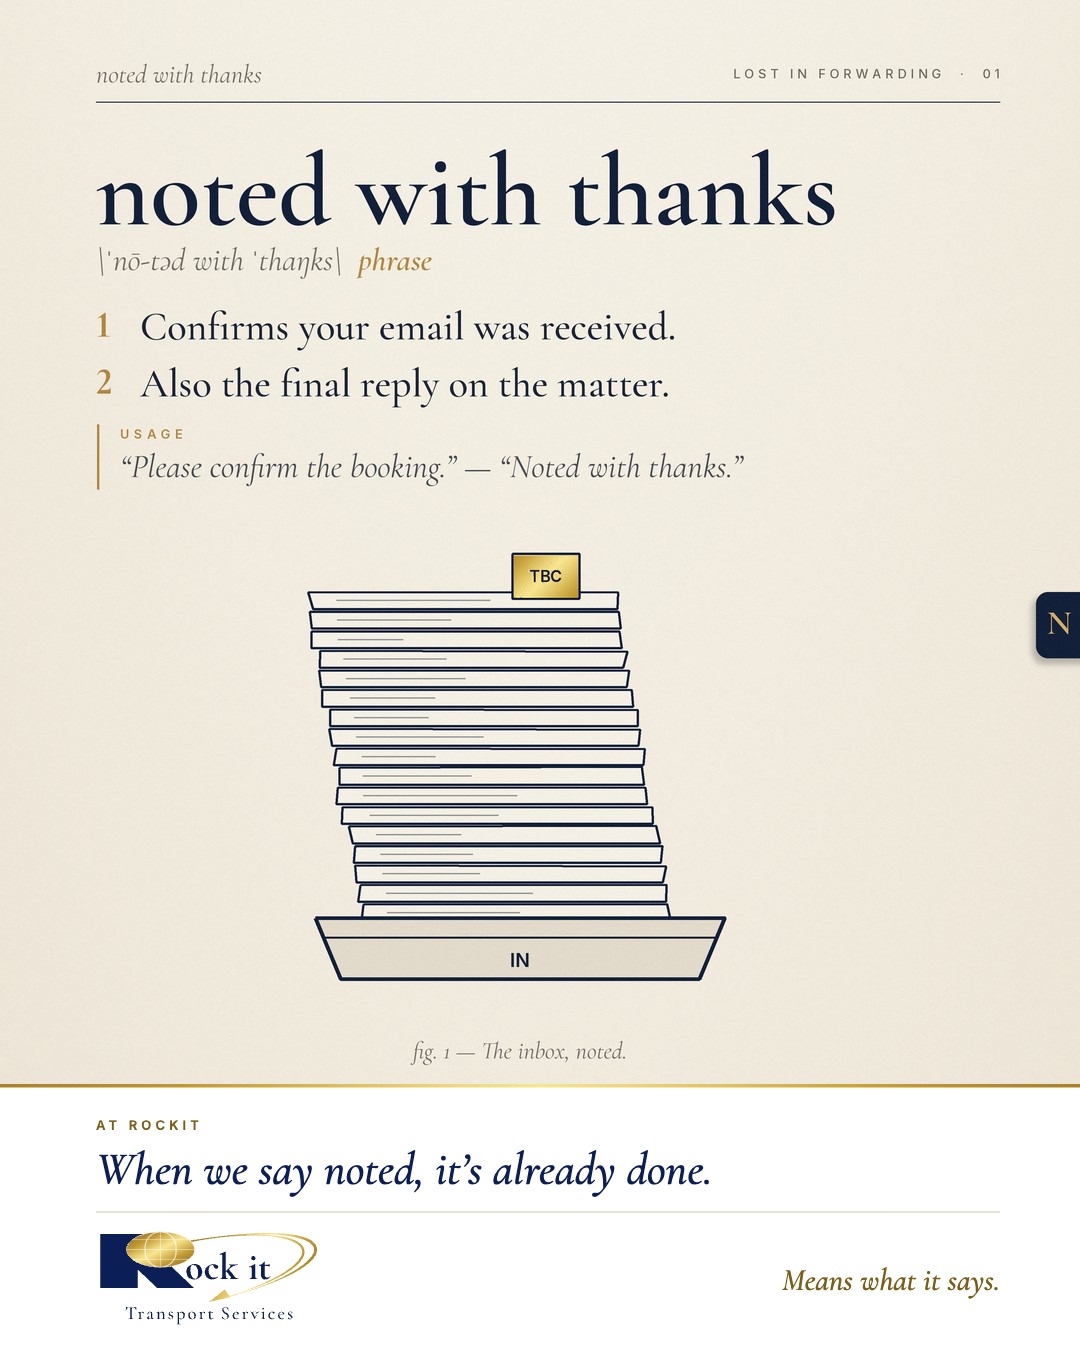 noted with thanks
LOST IN FORWARDING · 01
noted with thanks
\ˈnō-təd with ˈthaŋks\ phrase
1 Confirms your email was received.
2 Also the final reply on the matter.
USAGE
“Please confirm the booking.” — “Noted with thanks.”
TBC
N
IN
fig. 1 — The inbox, noted.
AT ROCKIT
When we say noted, it’s already done.
Rock it
Transport Services
Means what it says.